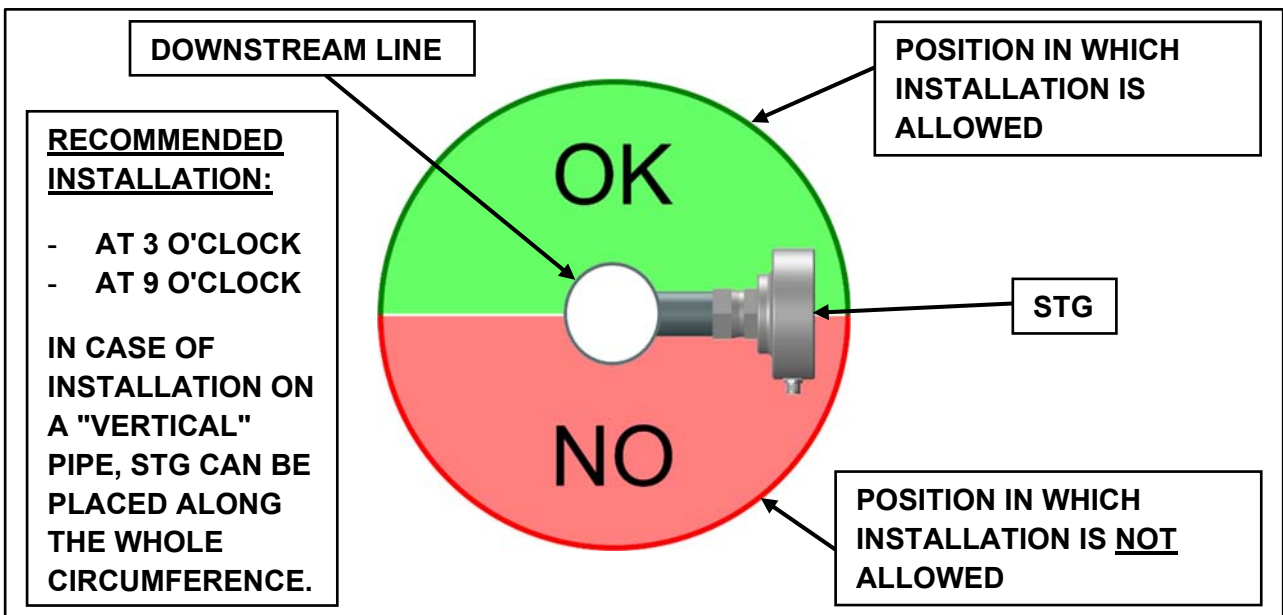 DOWNSTREAM LINE
POSITION IN WHICH
INSTALLATION IS
ALLOWED
RECOMMENDED
INSTALLATION:
- AT 3 O'CLOCK
- AT 9 O'CLOCK
IN CASE OF
INSTALLATION ON
A "VERTICAL"
PIPE, STG CAN BE
PLACED ALONG
THE WHOLE
CIRCUMFERENCE.
OK
STG
NO
POSITION IN WHICH
INSTALLATION IS NOT
ALLOWED